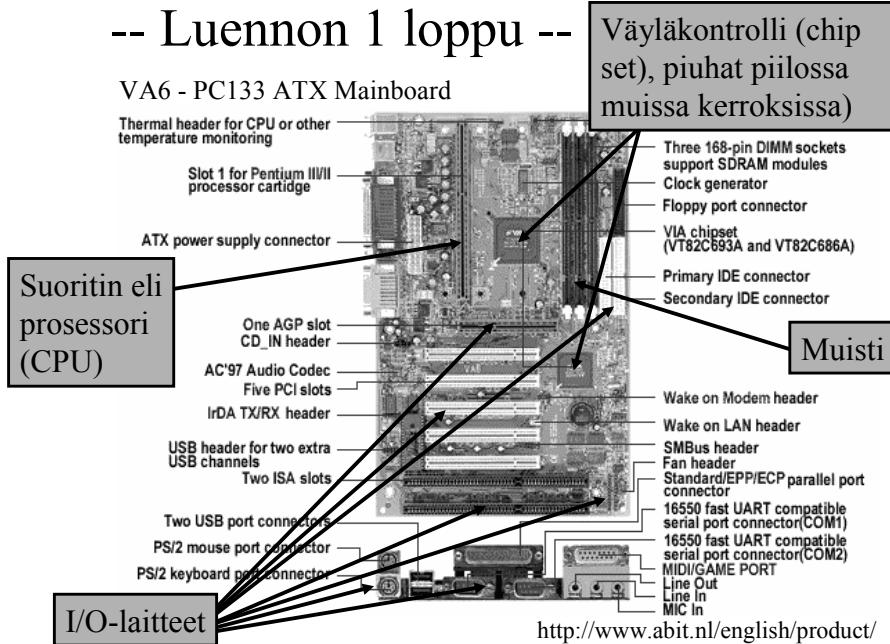 -- Luennon 1 loppu --
Väyläkontrolli (chip
set), piuhat piilossa
muissa kerroksissa)
VA6 - PC133 ATX Mainboard
Thermal header for CPU or other
temperature monitoring
Slot 1 for Pentium III/II
processor cartidge
ATX power supply connector
Suoritin eli
prosessori
(CPU)
One AGP slot
CD_IN header
AC'97 Audio Codec
Five PCI slots
IrDA TX/RX header
USB header for two extra
USB channels
Two ISA slots
Two USB port connectors
PS/2 mouse port connector
PS/2 keyboard port connector
I/O-laitteet
Three 168-pin DIMM sockets
support SDRAM modules
Clock generator
Floppy port connector
VIA chipset
(VT82C693A and VT82C686A)
Primary IDE connector
Secondary IDE connector
Muisti
VA6
Wake on Modem header
Wake on LAN header
SMBus header
Fan header
Standard/EPP/ECP parallel port
connector
16550 fast UART compatible
serial port connector(COM1)
16550 fast UART compatible
serial port connector(COM2)
MIDI/GAME PORT
Line Out
Line In
MIC In
http://www.abit.nl/english/product/